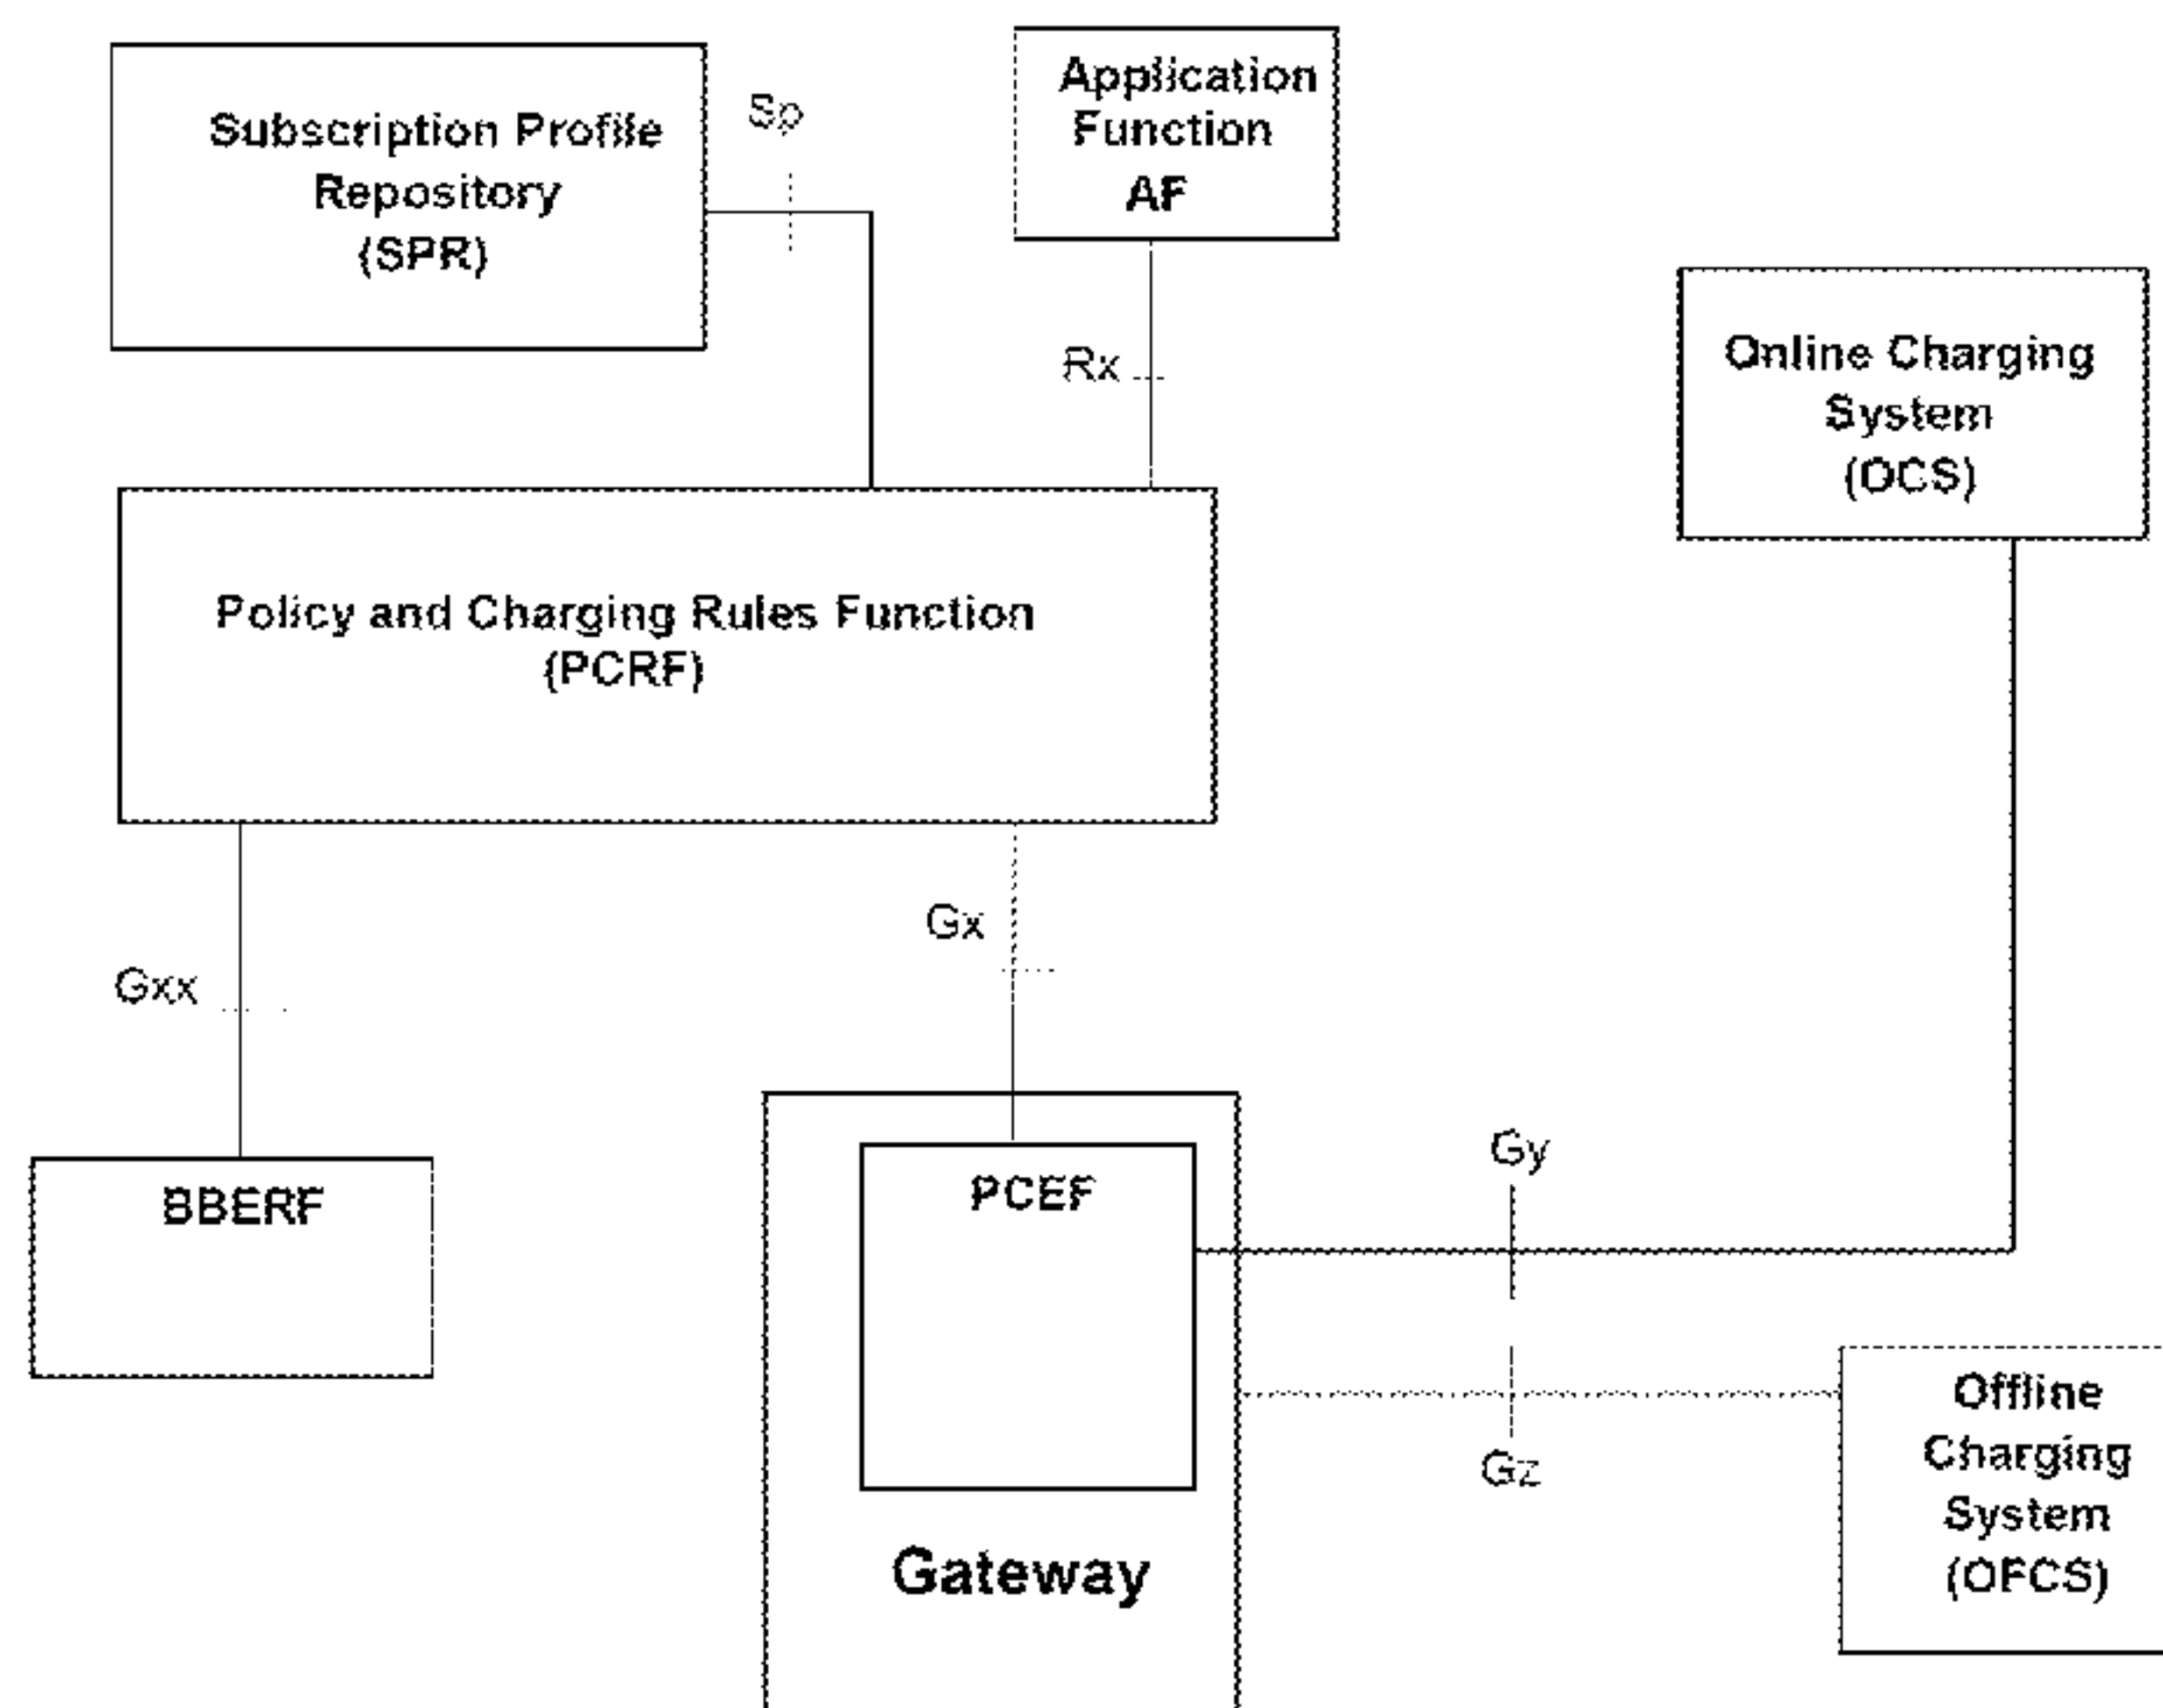 Subscription Profile
Repository
(SPR)
Sp
Application
Function
AF
Rx
Online Charging
System
(OCS)
Policy and Charging Rules Function
(PCRF)
Gxx
Gx
BBERF
PCEF
Gy
Gz
Offline
Charging
System
(OFCS)
Gateway